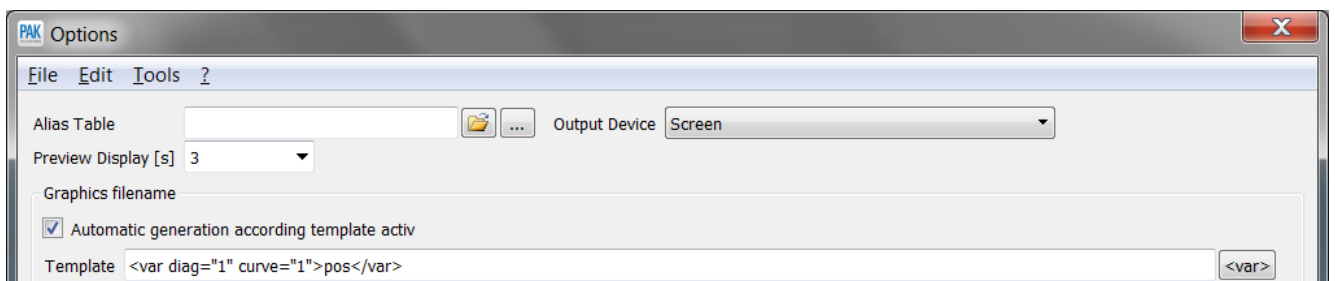 PAK Options X
File Edit Tools ?
Alias Table ... Output Device Screen
Preview Display [s] 3
Graphics filename
Automatic generation according template activ
Template <var diag="1" curve="1">pos</var> <var>